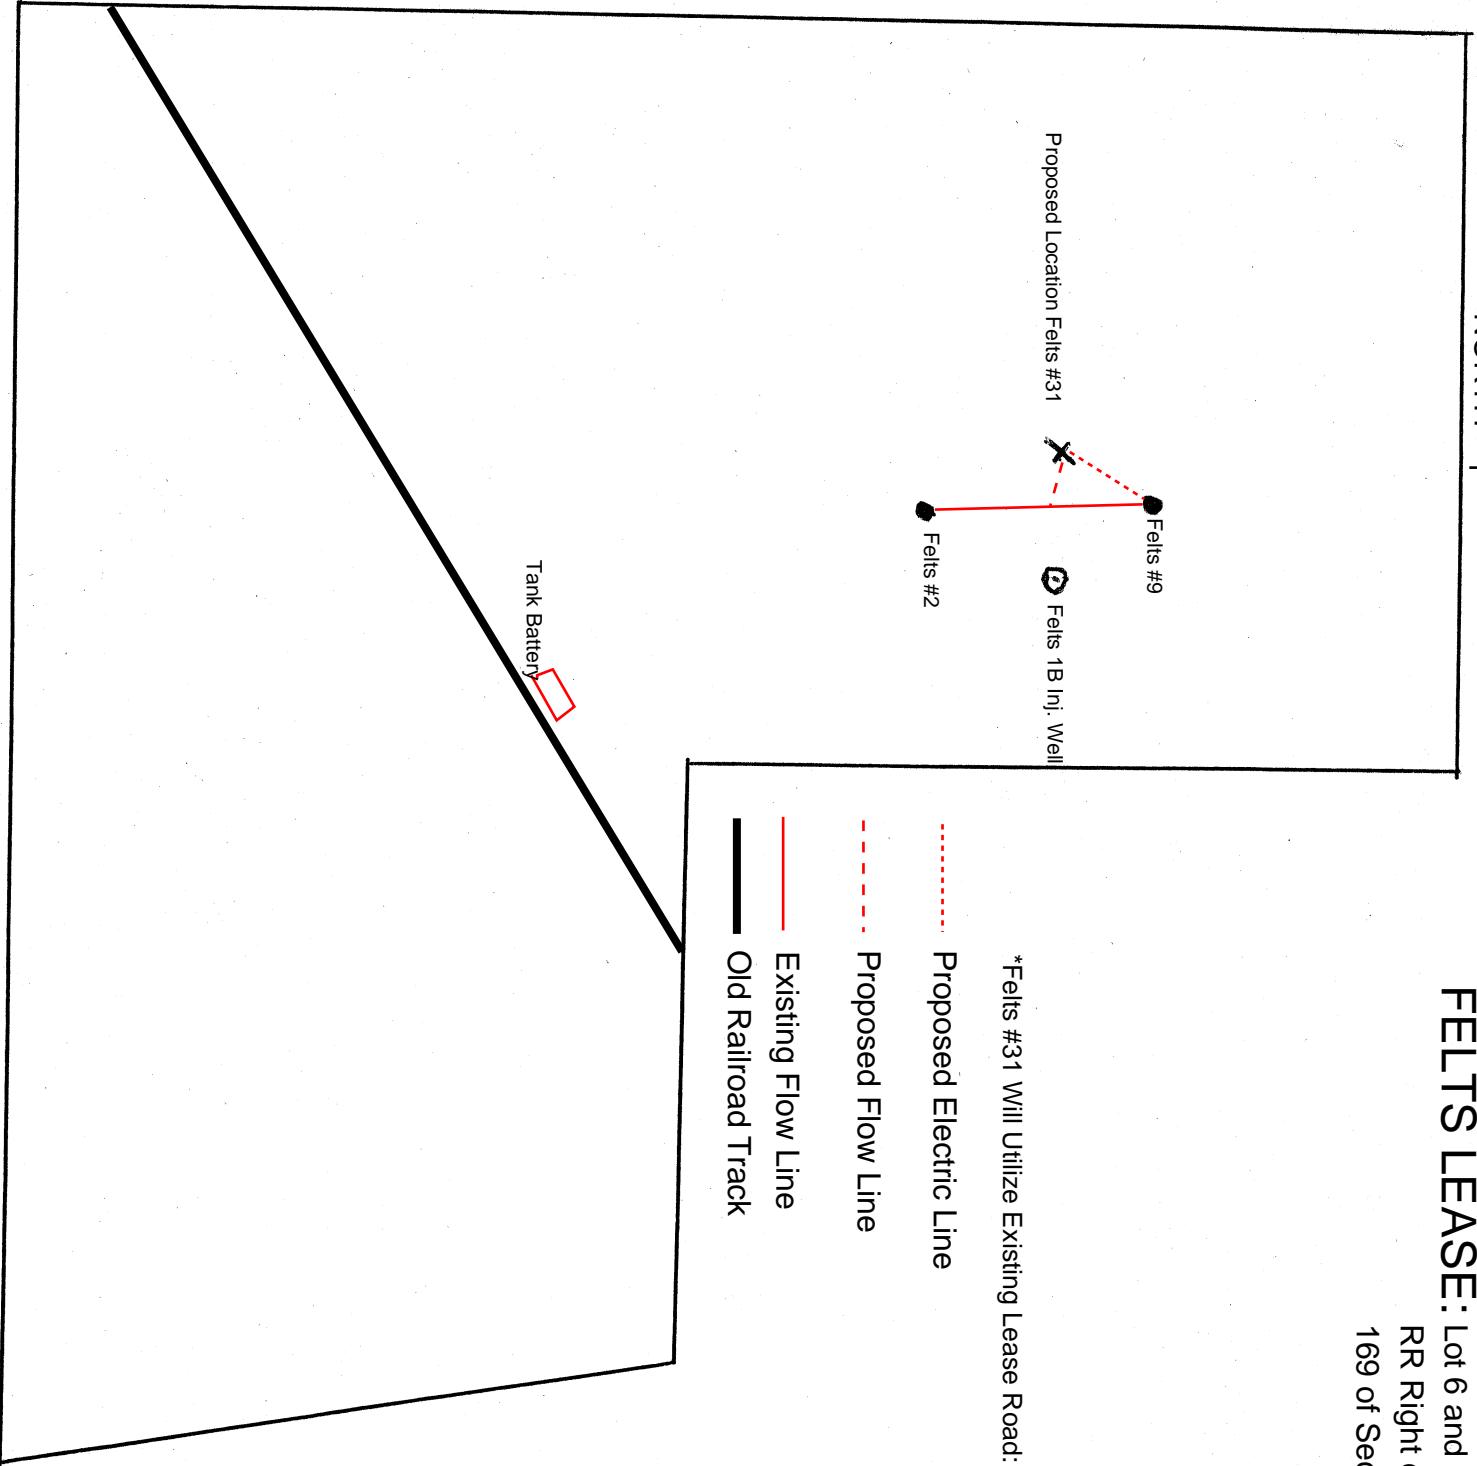 FELTS LEASE: Lot 6 and
RR Right
169 of Sec
Proposed Location Felts #31
Felts #9
Felts 1B Inj. Well
Felts #2
Tank Battery
*Felts #31 Will Utilize Existing Lease Road:
Proposed Electric Line
Proposed Flow Line
Existing Flow Line
Old Railroad Track